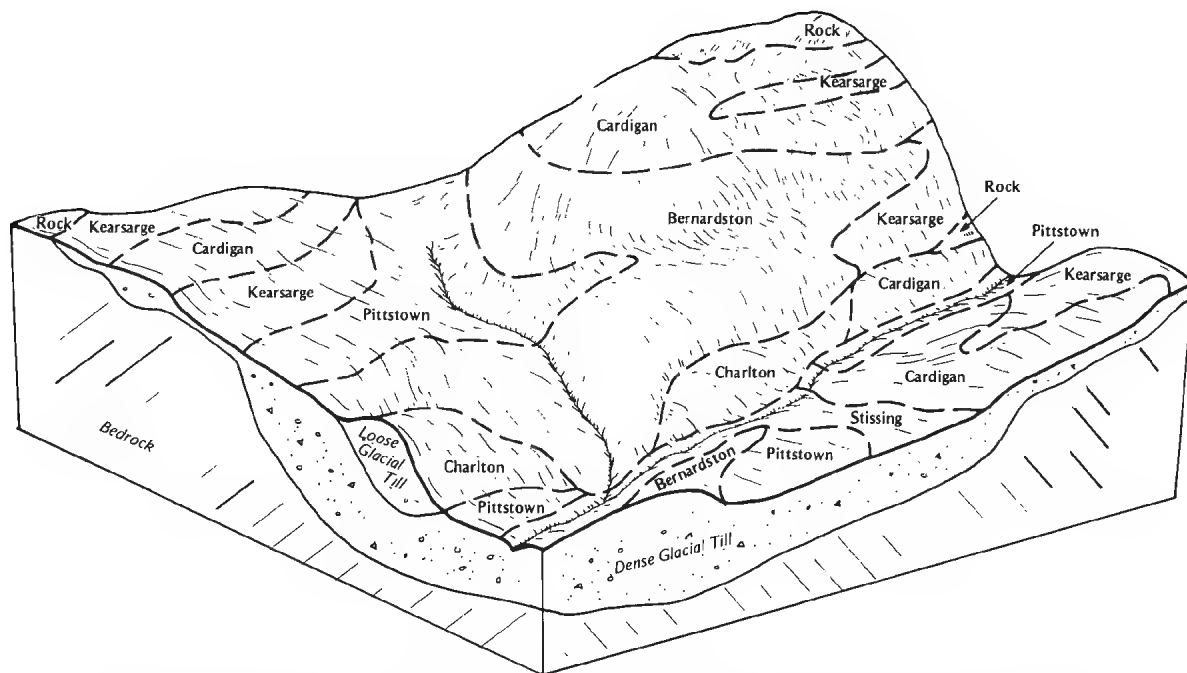 Rock
Kearsarge
Cardigan
Rock
Bernardston
Kearsarge
Pittstown
Rock
Kearsarge
Kearsarge
Cardigan
Cardigan
Kearsarge
Pittstown
Charlton
Cardigan
Stissing
Bedrock
Loose
Glacial
Till
Charlton
Bernardston
Pittstown
Pittstown
Dense Glacial Till